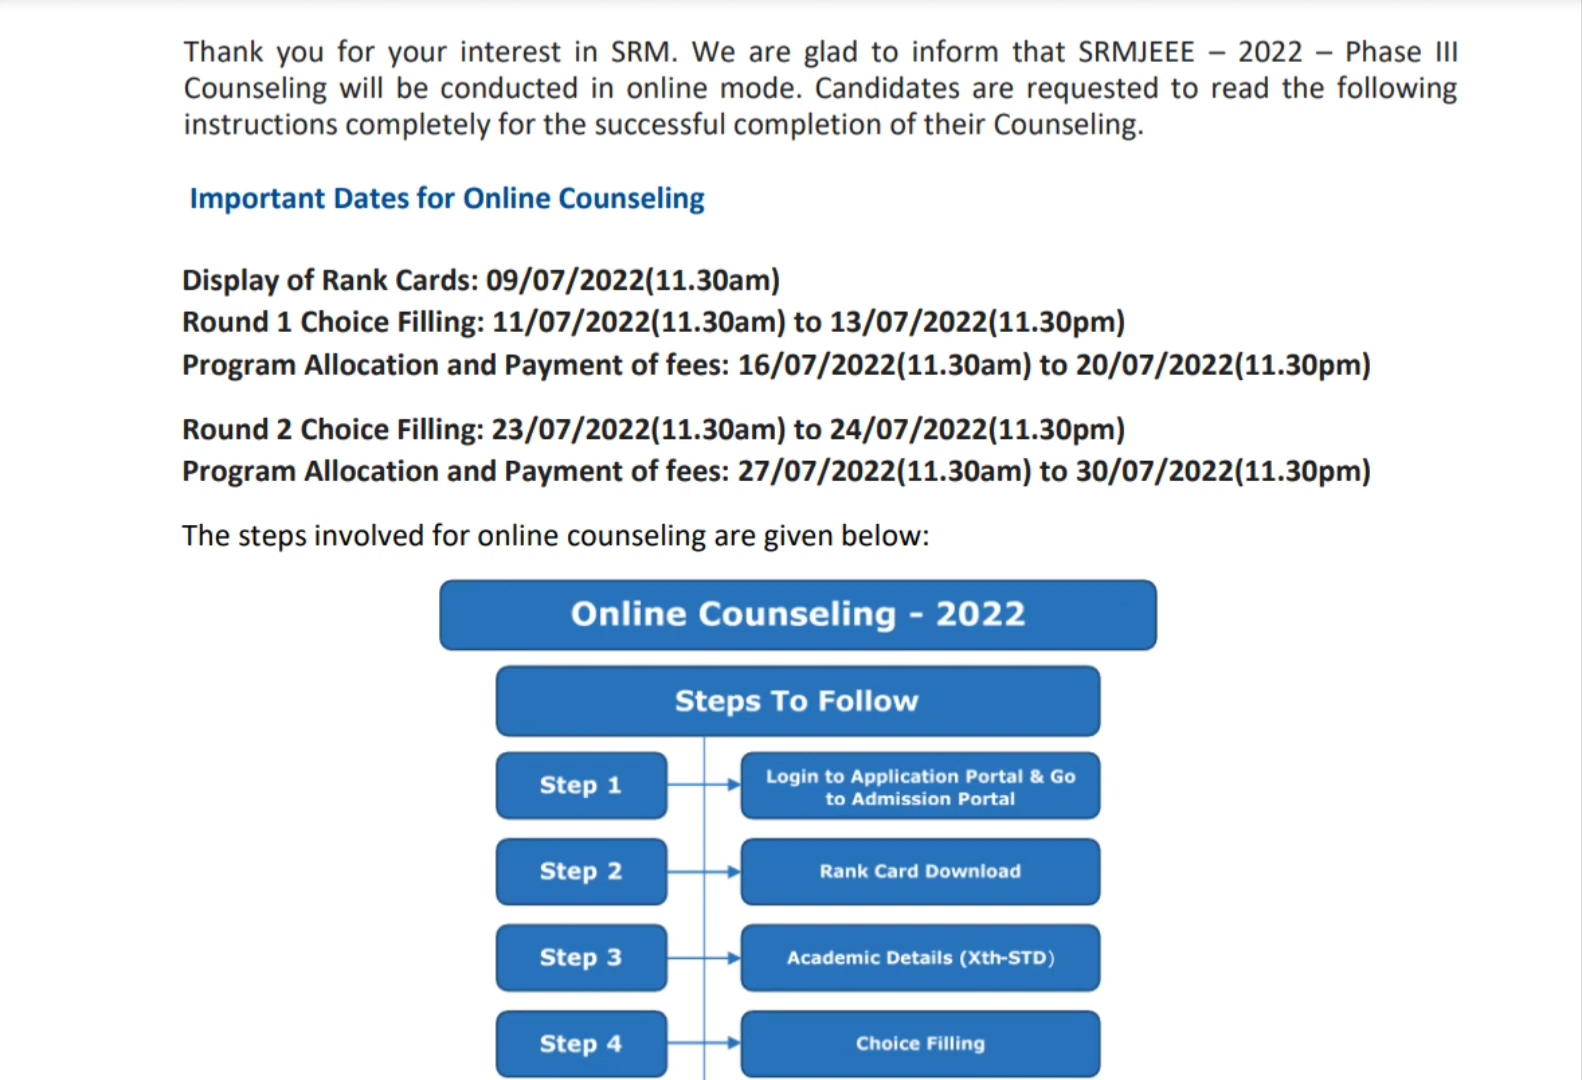 Thank you for your interest in SRM. We are glad to inform that SRMJEEE – 2022 – Phase III
Counseling will be conducted in online mode. Candidates are requested to read the following
instructions completely for the successful completion of their Counseling.
Important Dates for Online Counseling
Display of Rank Cards: 09/07/2022(11.30am)
Round 1 Choice Filling: 11/07/2022(11.30am) to 13/07/2022(11.30pm)
Program Allocation and Payment of fees: 16/07/2022(11.30am) to 20/07/2022(11.30pm)
Round 2 Choice Filling: 23/07/2022(11.30am) to 24/07/2022(11.30pm)
Program Allocation and Payment of fees: 27/07/2022(11.30am) to 30/07/2022(11.30pm)
The steps involved for online counseling are given below:
Online Counseling - 2022
Steps To Follow
Step 1
Login to Application Portal & Go
to Admission Portal
Step 2
Rank Card Download
Step 3
Academic Details (Xth-STD)
Step 4
Choice Filling